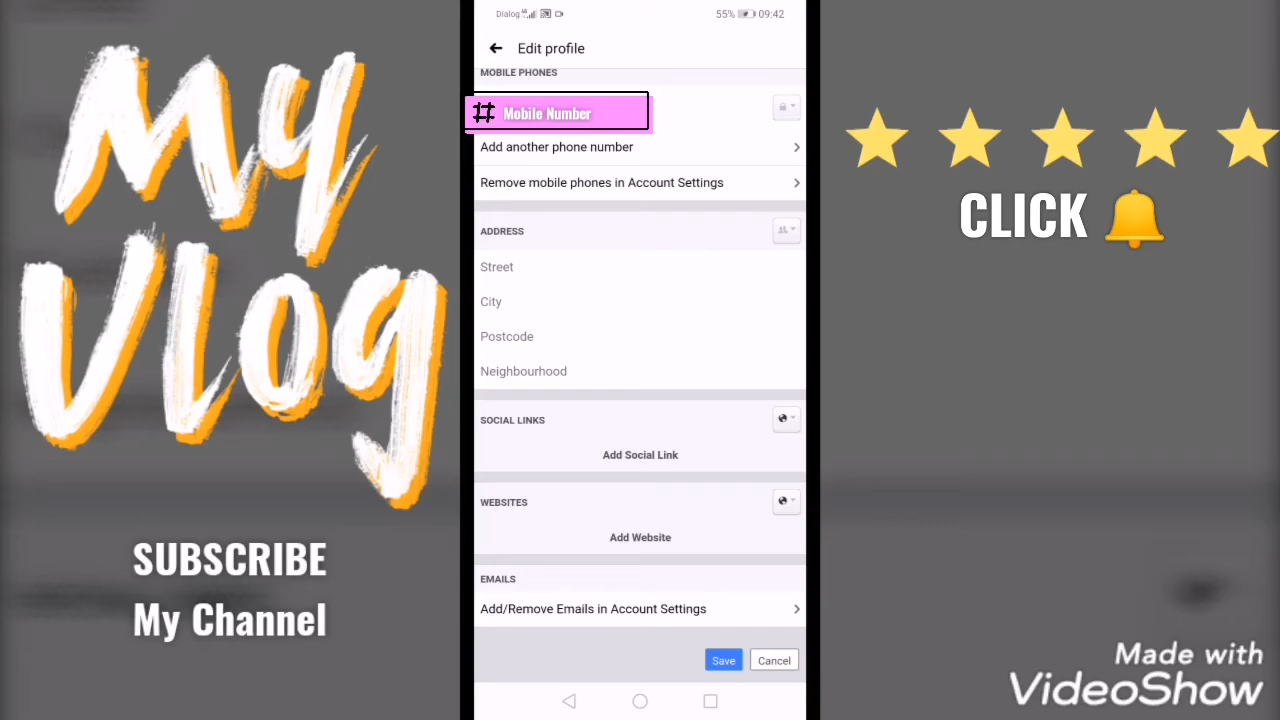 My
Vlog
SUBSCRIBE
My Channel
Dialog 4G 55% 09:42
Edit profile
MOBILE PHONES
# Mobile Number
Add another phone number
Remove mobile phones in Account Settings
ADDRESS
Street
City
Postcode
Neighbourhood
SOCIAL LINKS
Add Social Link
WEBSITES
Add Website
EMAILS
Add/Remove Emails in Account Settings
Save Cancel
CLICK
Made with
VideoShow